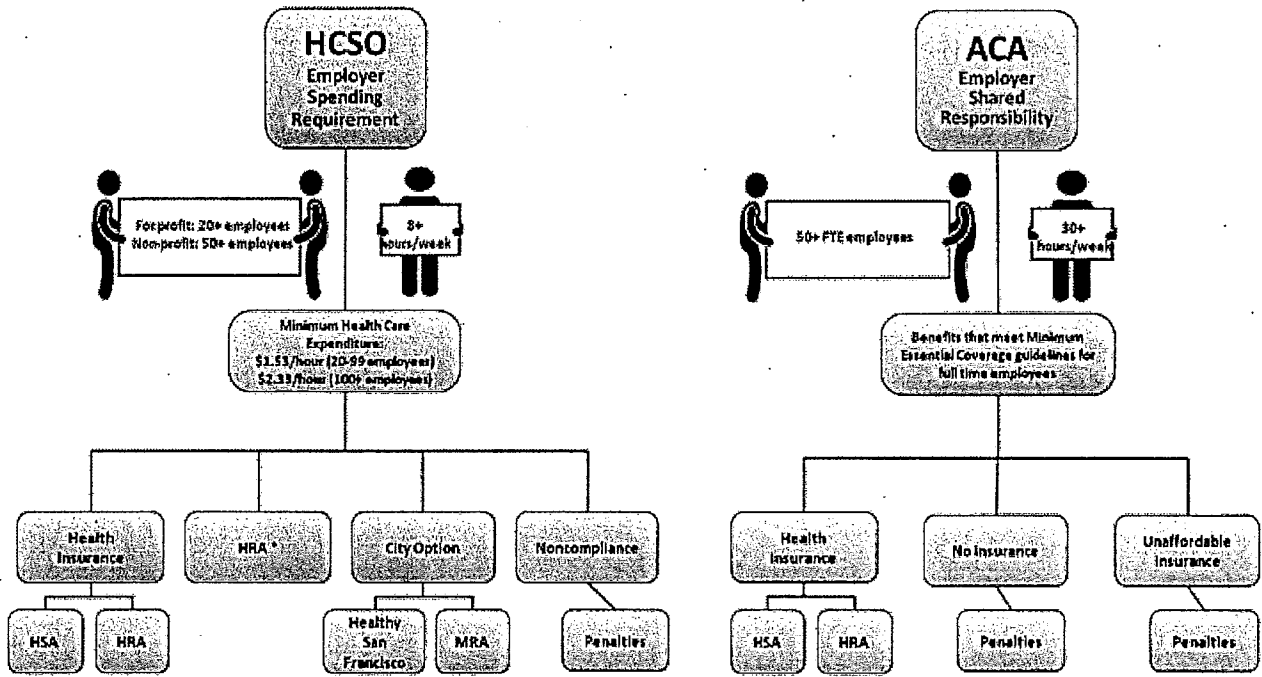 HCSO
Employer
Spending
Requirement
For profit: 20+ employees
Non-profit: 50+ employees
8+
hours/week
Minimum Health Care
Expenditure:
$1.53/hour (20-99 employees)
$2.33/hour (100+ employees)
Health
Insurance
HRA *
City Option
Noncompliance
HSA
HRA
Healthy
San
Francisco
MRA
Penalties
ACA
Employer
Shared
Responsibility
50+ FTE employees
30+
hours/week
Benefits that meet Minimum
Essential Coverage guidelines for
full time employees
Health
Insurance
No Insurance
Unaffordable
Insurance
HSA
HRA
Penalties
Penalties